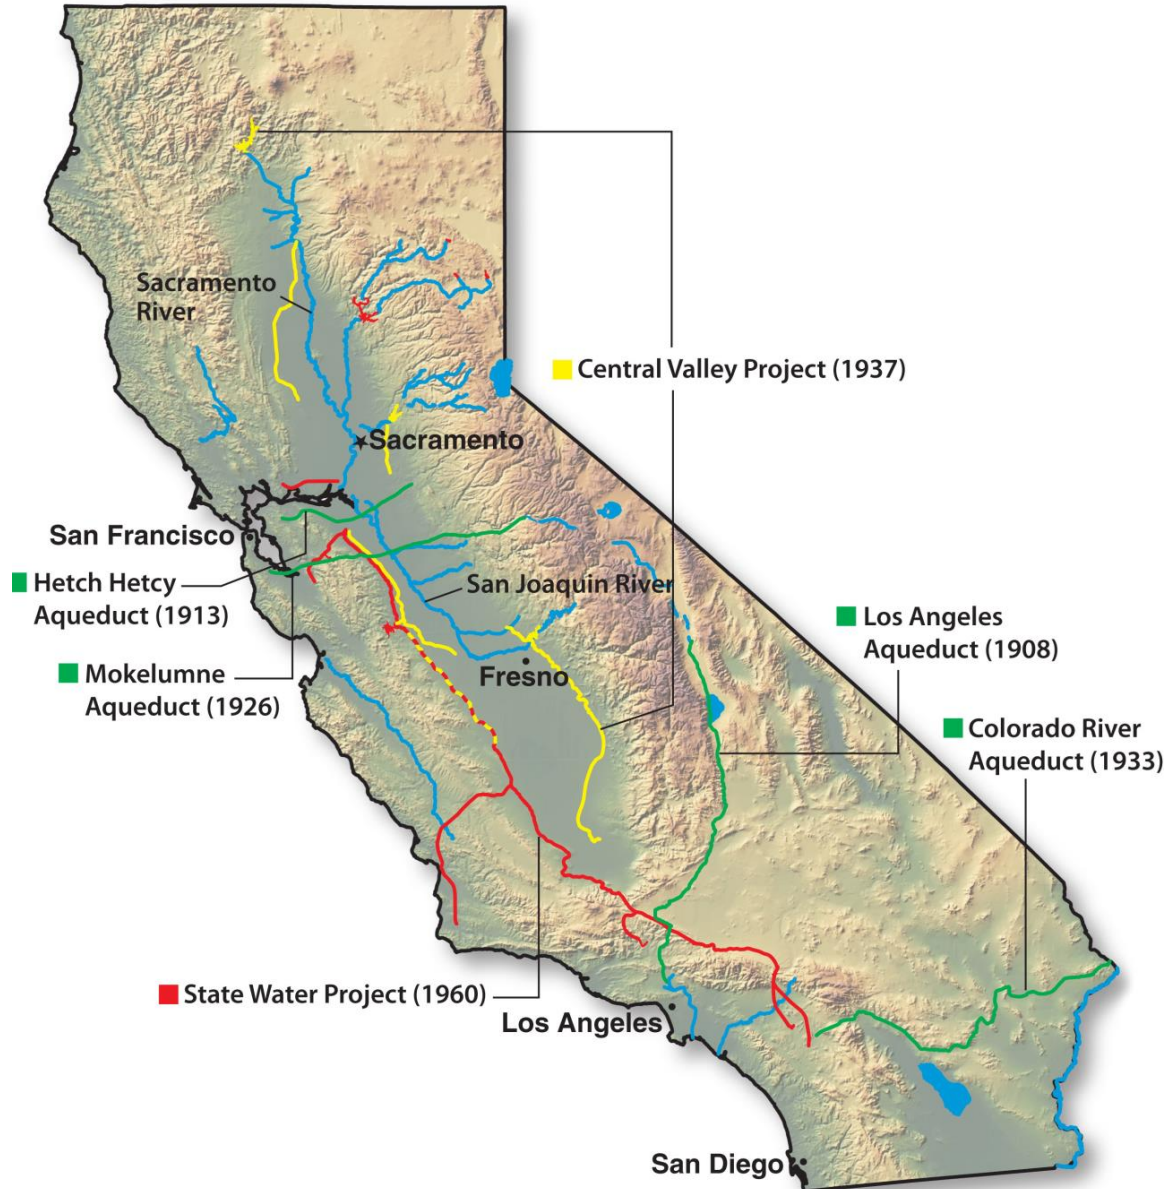 Sacramento
River
Central Valley Project (1937)
Sacramento
San Francisco
Hetch Hetcy
Aqueduct (1913)
San Joaquin River
Los Angeles
Aqueduct (1908)
Mokelumne
Aqueduct (1926)
Fresno
Colorado River
Aqueduct (1933)
State Water Project (1960)
Los Angeles
San Diego